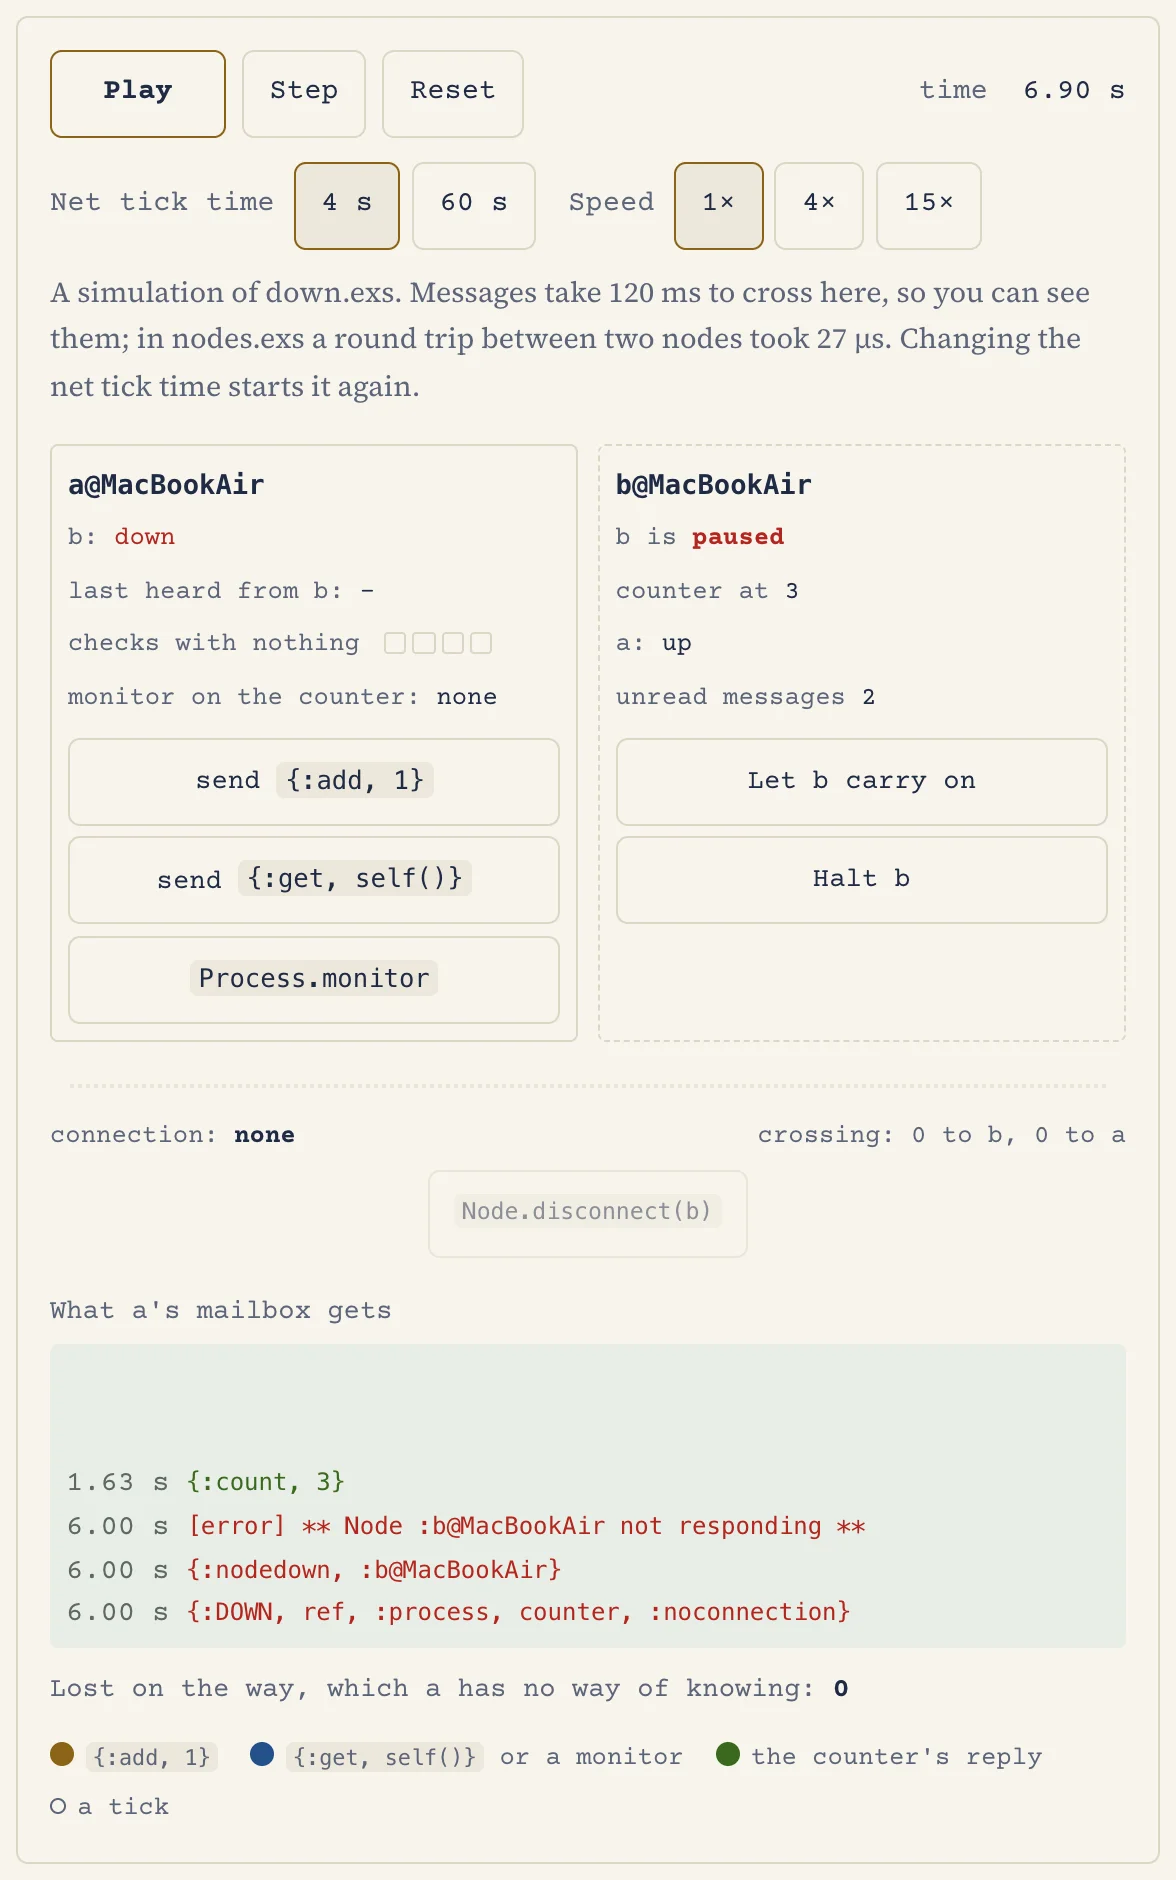 Play Step Reset time 6.90 s
Net tick time 4 s 60 s Speed 1× 4× 15×
A simulation of down.exs. Messages take 120 ms to cross here, so you can see
them; in nodes.exs a round trip between two nodes took 27 µs. Changing the
net tick time starts it again.
a@MacBookAir
b: down
last heard from b: –
checks with nothing
monitor on the counter: none
send {:add, 1}
send {:get, self()}
Process.monitor
b@MacBookAir
b is paused
counter at 3
a: up
unread messages 2
Let b carry on
Halt b
connection: none crossing: 0 to b, 0 to a
Node.disconnect(b)
What a's mailbox gets
1.63 s {:count, 3}
6.00 s [error] ** Node :b@MacBookAir not responding **
6.00 s {:nodedown, :b@MacBookAir}
6.00 s {:DOWN, ref, :process, counter, :noconnection}
Lost on the way, which a has no way of knowing: 0
{:add, 1} {:get, self()} or a monitor the counter's reply
a tick